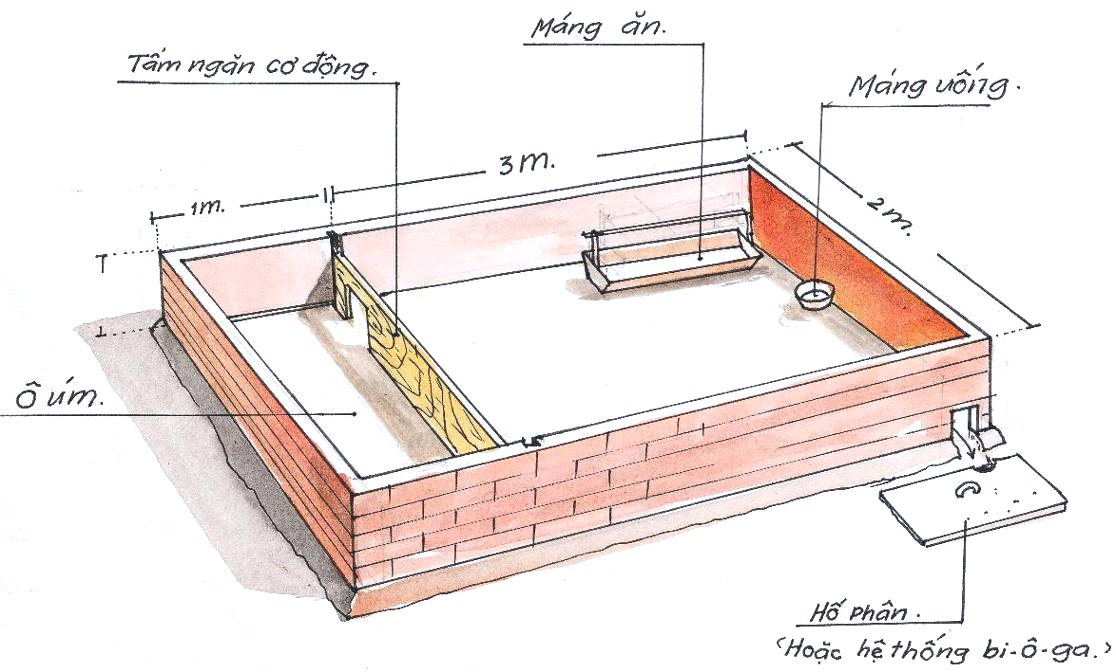 Máng ăn.
Tấm ngăn cơ động.
Máng uống.
3m.
1m.
2m.
Ô úm.
Hố phân.
(Hoặc hệ thống bi-ô-ga.)